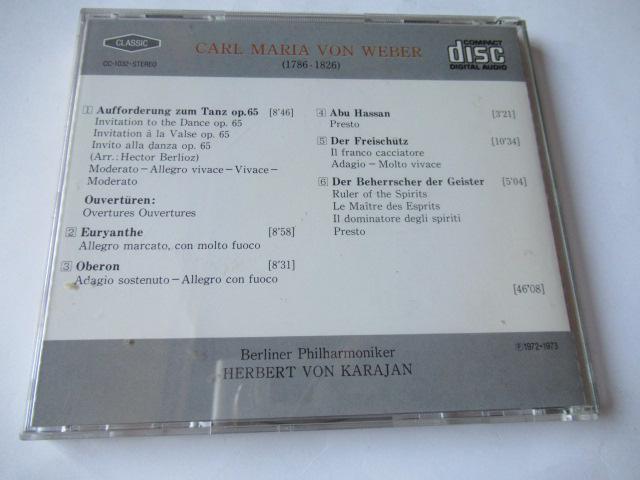 CLASSIC
CC-1032-STEREO
CARL MARIA VON WEBER
(1786-1826)
COMPACT
disc
DIGITAL AUDIO
1 Aufforderung zum Tanz op.65 [8'46]
Invitation to the Dance op. 65
Invitation à la Valse op. 65
Invito alla danza op. 65
(Arr.: Hector Berlioz)
Moderato–Allegro vivace–Vivace–
Moderato
Ouvertüren:
Overtures Ouvertures
2 Euryanthe [8'58]
Allegro marcato, con molto fuoco
3 Oberon [8'31]
Adagio sostenuto–Allegro con fuoco
4 Abu Hassan [3'21]
Presto
5 Der Freischütz [10'34]
Il franco cacciatore
Adagio–Molto vivace
6 Der Beherrscher der Geister [5'04]
Ruler of the Spirits
Le Maître des Esprits
Il dominatore degli spiriti
Presto
[46'08]
Berliner Philharmoniker
HERBERT VON KARAJAN
℗1972•1973